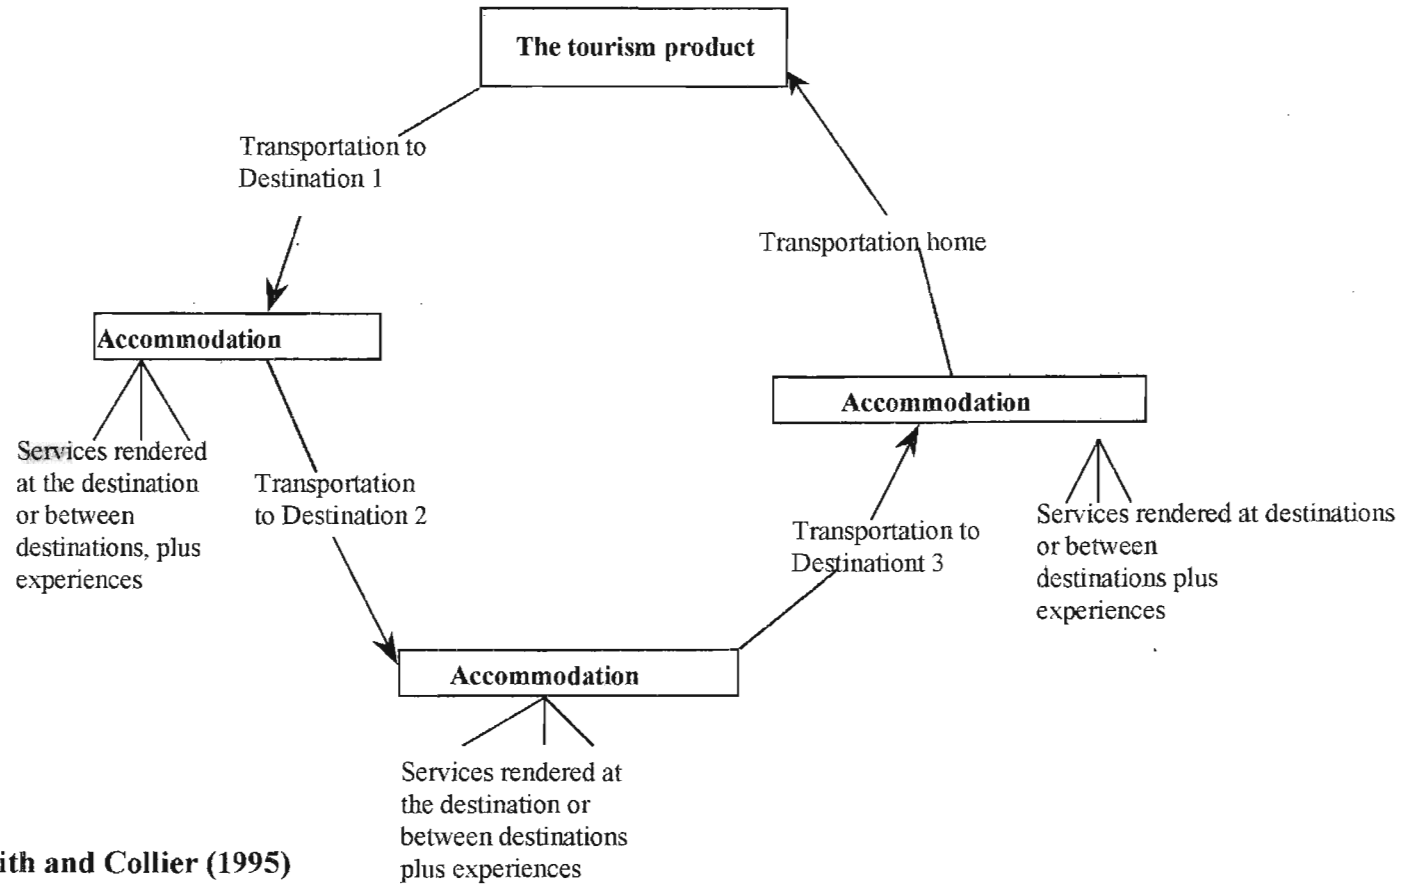 The tourism product
Transportation to
Destination 1
Transportation home
Accommodation
Accommodation
Services rendered
at the destination
or between
destinations, plus
experiences
Transportation
to Destination 2
Transportation to
Destinationt 3
Services rendered at destinations
or between
destinations plus
experiences
Accommodation
Services rendered at
the destination or
between destinations
plus experiences
ith and Collier (1995)